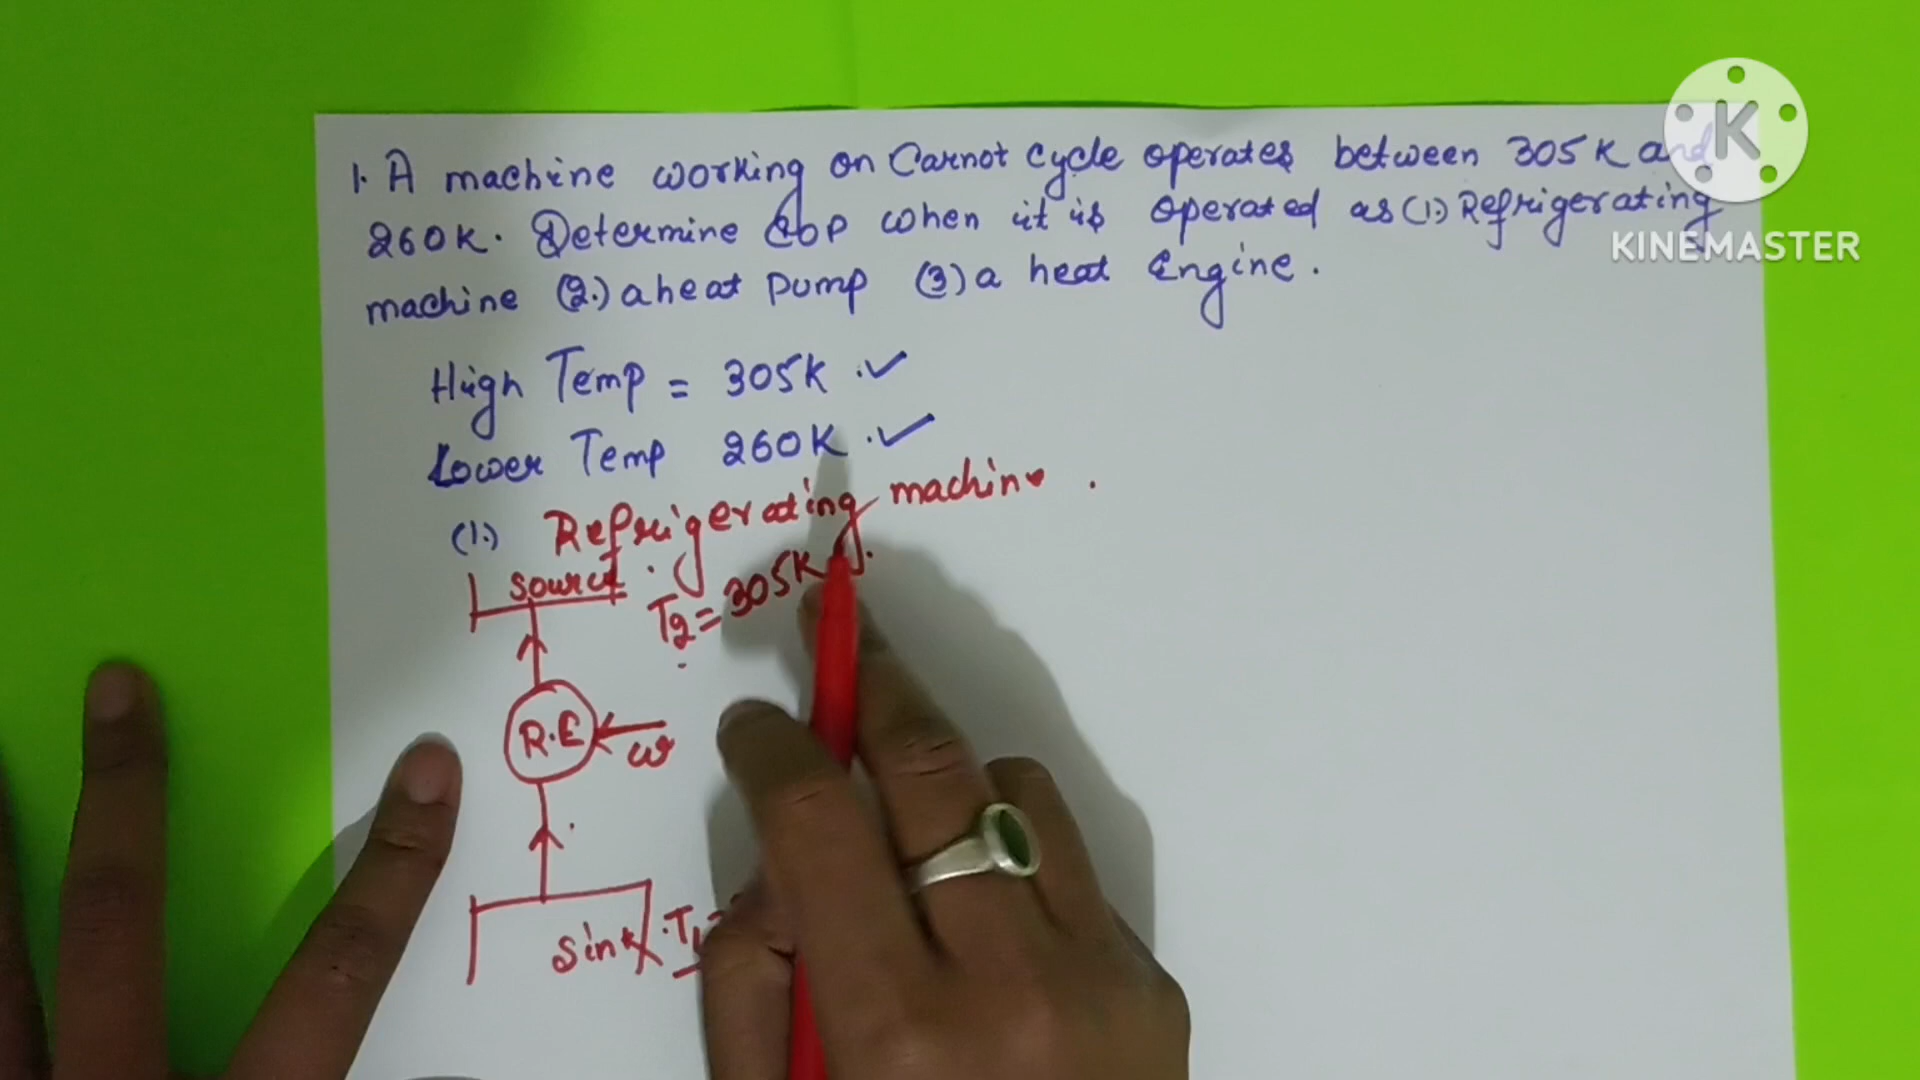 1. A machine working on Carnot cycle operates between 305K and
260K. Determine COP when it is operated as (1.) Refrigerating
machine (2.) a heat pump (3) a heat Engine.
High Temp = 305K.
Lower Temp 260K.
(1.) Refrigerating machine.
source.
T2 = 305K.
R.E
w
sink
T1
K
KINEMASTER